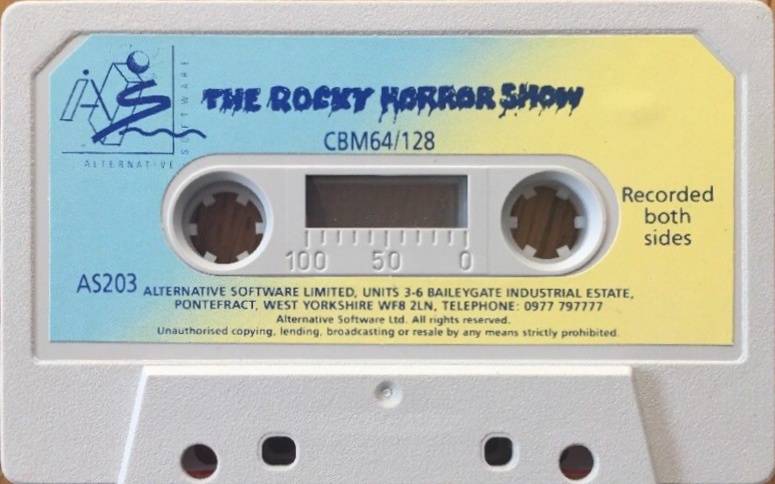 AS
SOFTWARE
ALTERNATIVE
THE ROCKY HORROR SHOW
CBM64/128
Recorded
both
sides
100 50 0
AS203
ALTERNATIVE SOFTWARE LIMITED, UNITS 3-6 BAILEYGATE INDUSTRIAL ESTATE,
PONTEFRACT, WEST YORKSHIRE WF8 2LN, TELEPHONE: 0977 797777
Alternative Software Ltd. All rights reserved.
Unauthorised copying, lending, broadcasting or resale by any means strictly prohibited.